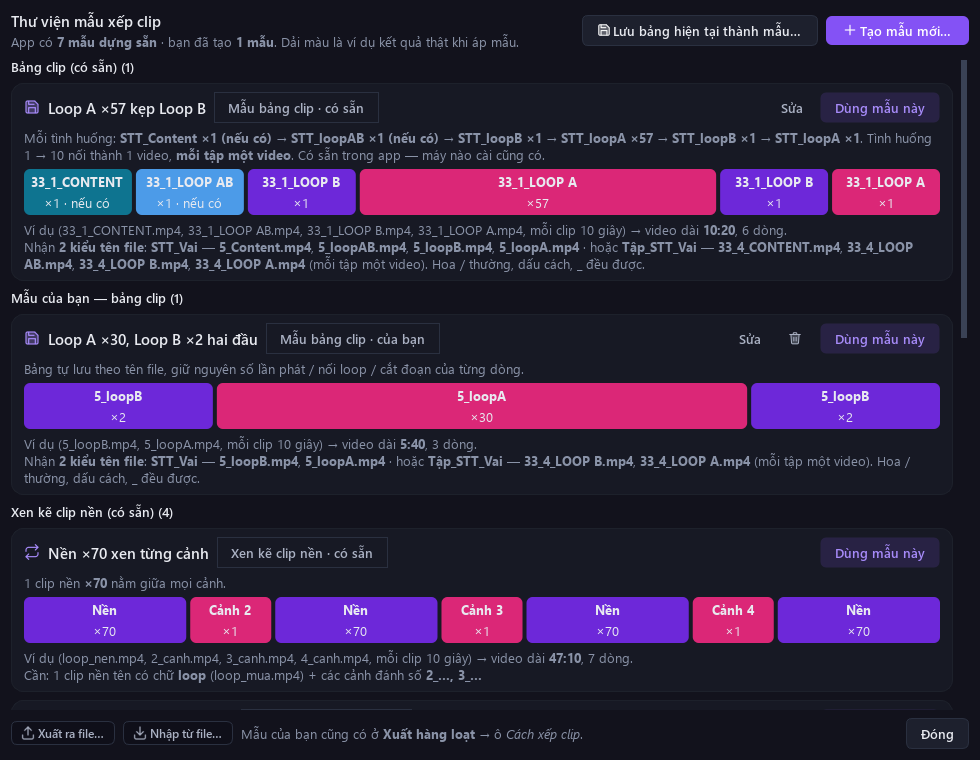 Thư viện mẫu xếp clip
App có 7 mẫu dựng sẵn · bạn đã tạo 1 mẫu. Dải màu là ví dụ kết quả thật khi áp mẫu.
Lưu bảng hiện tại thành mẫu...
Tạo mẫu mới...
Bảng clip (có sẵn) (1)
Loop A ×57 kẹp Loop B
Mẫu bảng clip · có sẵn
Sửa
Dùng mẫu này
Mỗi tình huống: STT_Content ×1 (nếu có) → STT_loopAB ×1 (nếu có) → STT_loopB ×1 → STT_loopA ×57 → STT_loopB ×1 → STT_loopA ×1. Tình huống
1 → 10 nối thành 1 video, mỗi tập một video. Có sẵn trong app — máy nào cài cũng có.
33_1_CONTENT 33_1_LOOP AB 33_1_LOOP B 33_1_LOOP A 33_1_LOOP B 33_1_LOOP A
×1 · nếu có ×1 · nếu có ×1 ×57 ×1 ×1
Ví dụ (33_1_CONTENT.mp4, 33_1_LOOP AB.mp4, 33_1_LOOP B.mp4, 33_1_LOOP A.mp4, mỗi clip 10 giây) → video dài 10:20, 6 dòng.
Nhận 2 kiểu tên file: STT_Vai — 5_Content.mp4, 5_loopAB.mp4, 5_loopB.mp4, 5_loopA.mp4 · hoặc Tập_STT_Vai — 33_4_CONTENT.mp4, 33_4_LOOP
AB.mp4, 33_4_LOOP B.mp4, 33_4_LOOP A.mp4 (mỗi tập một video). Hoa / thường, dấu cách, _ đều được.
Mẫu của bạn — bảng clip (1)
Loop A ×30, Loop B ×2 hai đầu
Mẫu bảng clip · của bạn
Sửa
Dùng mẫu này
Bảng tự lưu theo tên file, giữ nguyên số lần phát / nối loop / cắt đoạn của từng dòng.
5_loopB 5_loopA 5_loopB
×2 ×30 ×2
Ví dụ (5_loopB.mp4, 5_loopA.mp4, mỗi clip 10 giây) → video dài 5:40, 3 dòng.
Nhận 2 kiểu tên file: STT_Vai — 5_loopB.mp4, 5_loopA.mp4 · hoặc Tập_STT_Vai — 33_4_LOOP B.mp4, 33_4_LOOP A.mp4 (mỗi tập một video). Hoa /
thường, dấu cách, _ đều được.
Xen kẽ clip nền (có sẵn) (4)
Nền ×70 xen từng cảnh
Xen kẽ clip nền · có sẵn
Dùng mẫu này
1 clip nền ×70 nằm giữa mọi cảnh.
Nền Cảnh 2 Nền Cảnh 3 Nền Cảnh 4 Nền
×70 ×1 ×70 ×1 ×70 ×1 ×70
Ví dụ (loop_nen.mp4, 2_canh.mp4, 3_canh.mp4, 4_canh.mp4, mỗi clip 10 giây) → video dài 47:10, 7 dòng.
Cần: 1 clip nền tên có chữ loop (loop_mua.mp4) + các cảnh đánh số 2_..., 3_...
Xuất ra file...
Nhập từ file...
Mẫu của bạn cũng có ở Xuất hàng loạt → ô Cách xếp clip.
Đóng